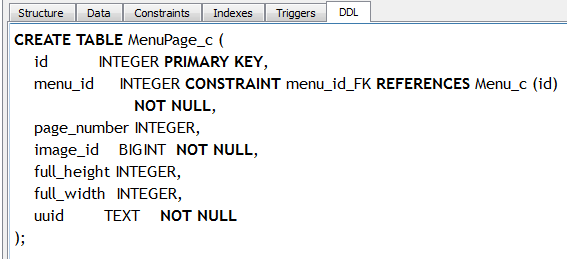 Structure Data Constraints Indexes Triggers DDL
CREATE TABLE MenuPage_c (
id INTEGER PRIMARY KEY,
menu_id INTEGER CONSTRAINT menu_id_FK REFERENCES Menu_c (id)
NOT NULL,
page_number INTEGER,
image_id BIGINT NOT NULL,
full_height INTEGER,
full_width INTEGER,
uuid TEXT NOT NULL
);